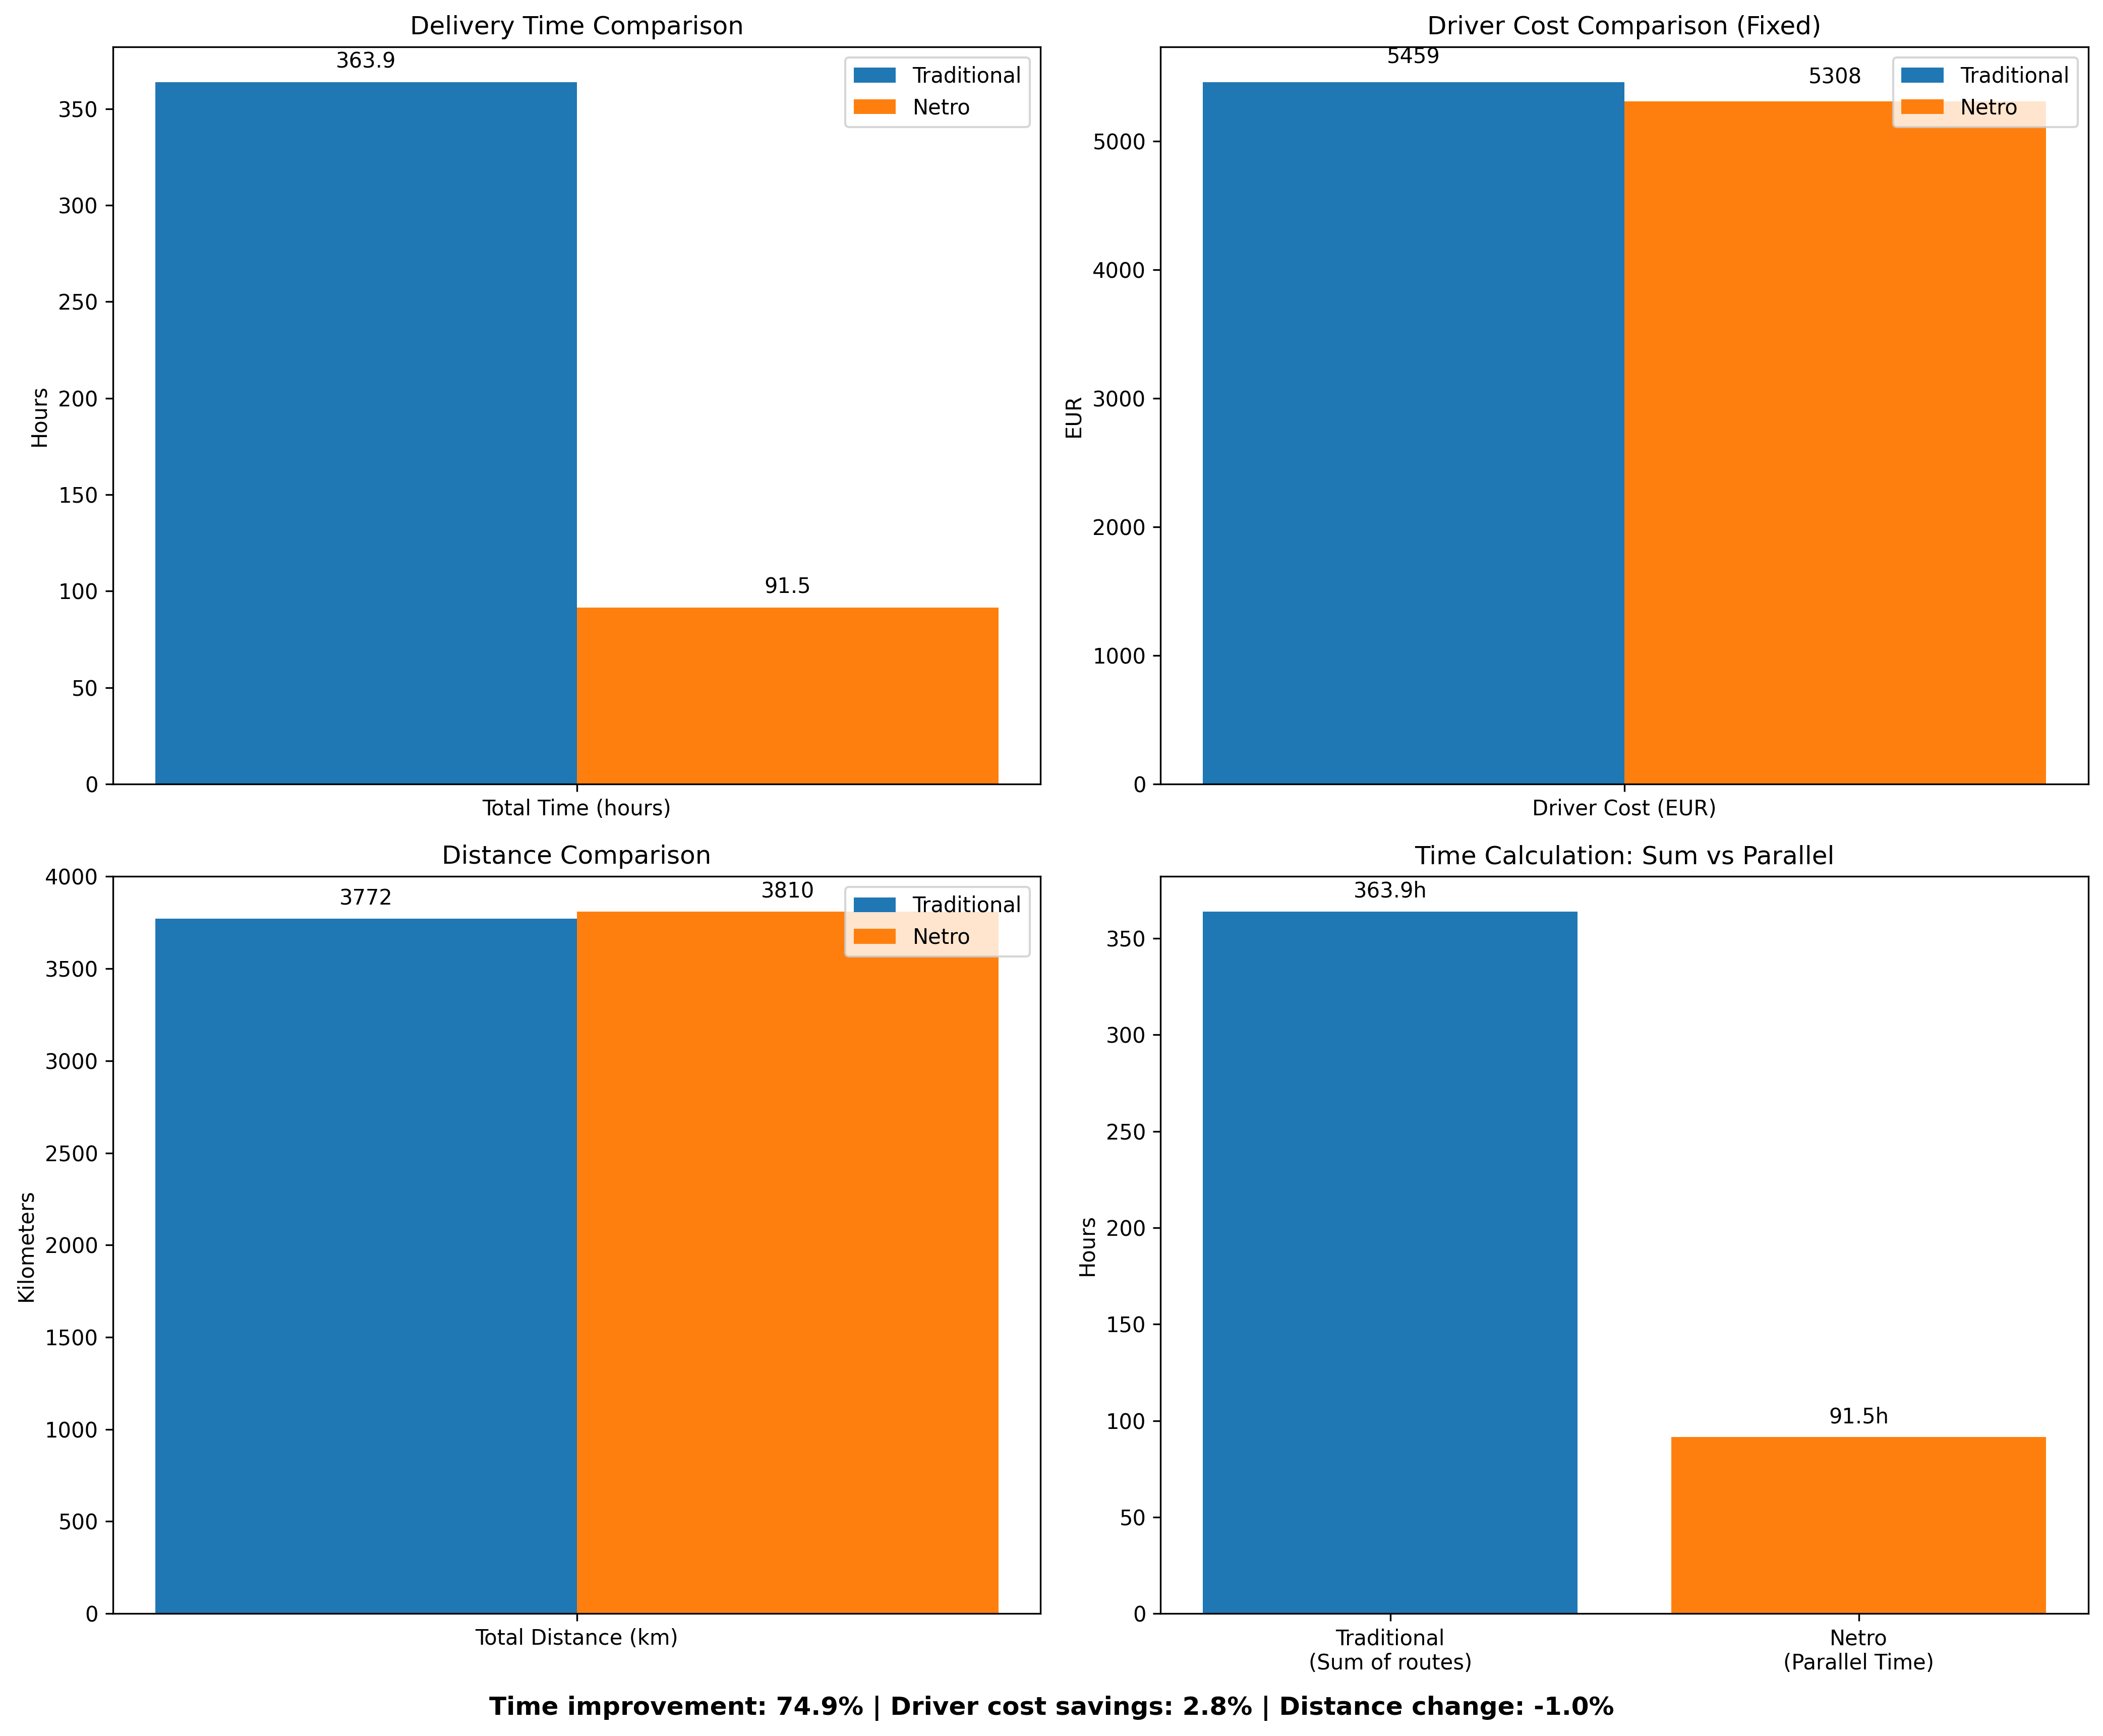 Delivery Time Comparison
363.9
Traditional
Netro
91.5
350
300
250
200
150
100
50
0
Hours
Total Time (hours)
Driver Cost Comparison (Fixed)
5459
5308
Traditional
Netro
5000
4000
3000
2000
1000
0
EUR
Driver Cost (EUR)
Distance Comparison
3772
3810
Traditional
Netro
4000
3500
3000
2500
2000
1500
1000
500
0
Kilometers
Total Distance (km)
Time Calculation: Sum vs Parallel
363.9h
91.5h
350
300
250
200
150
100
50
0
Hours
Traditional
(Sum of routes)
Netro
(Parallel Time)
Time improvement: 74.9% | Driver cost savings: 2.8% | Distance change: -1.0%